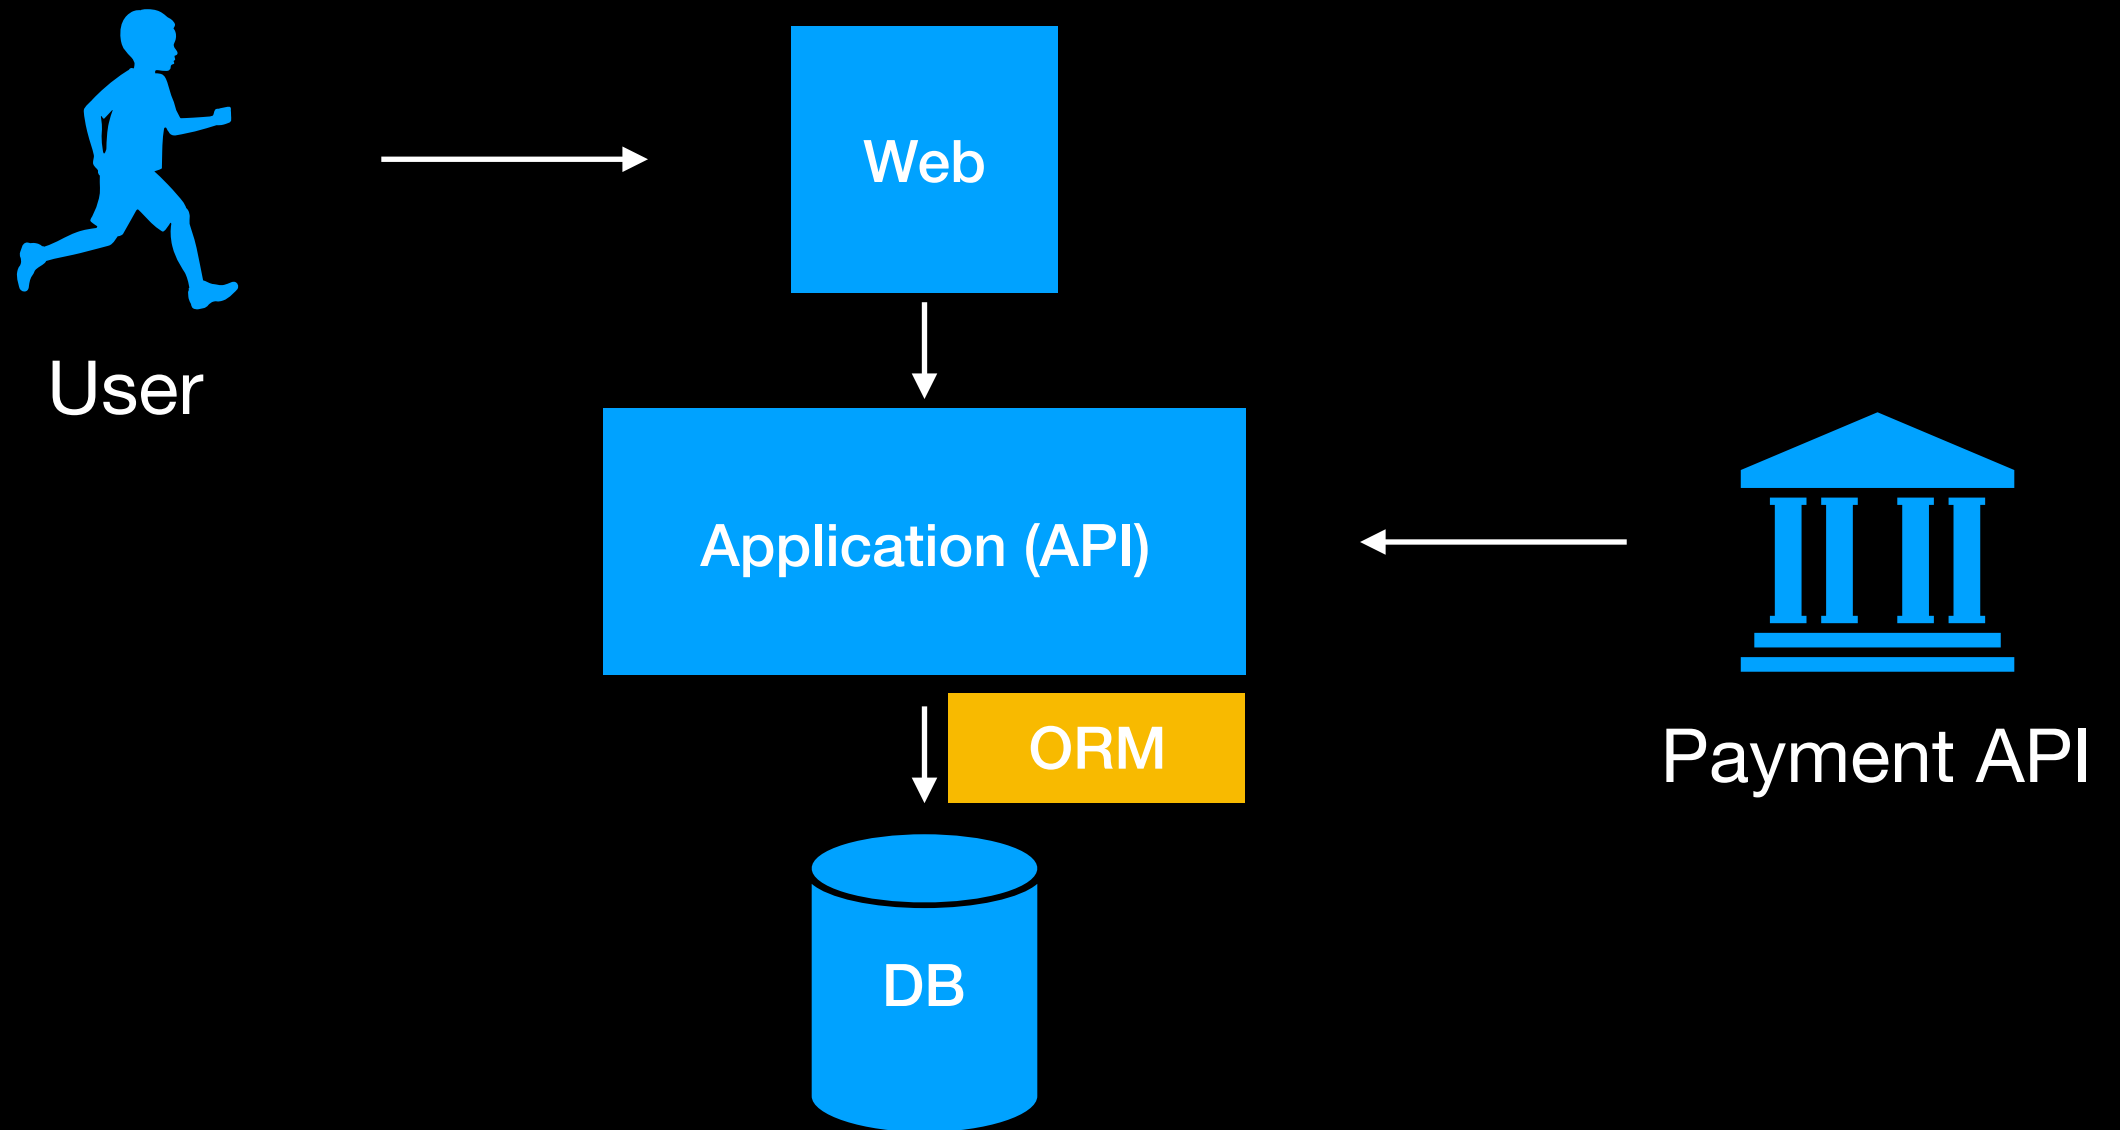 Web
User
Application (API)
ORM
Payment API
DB